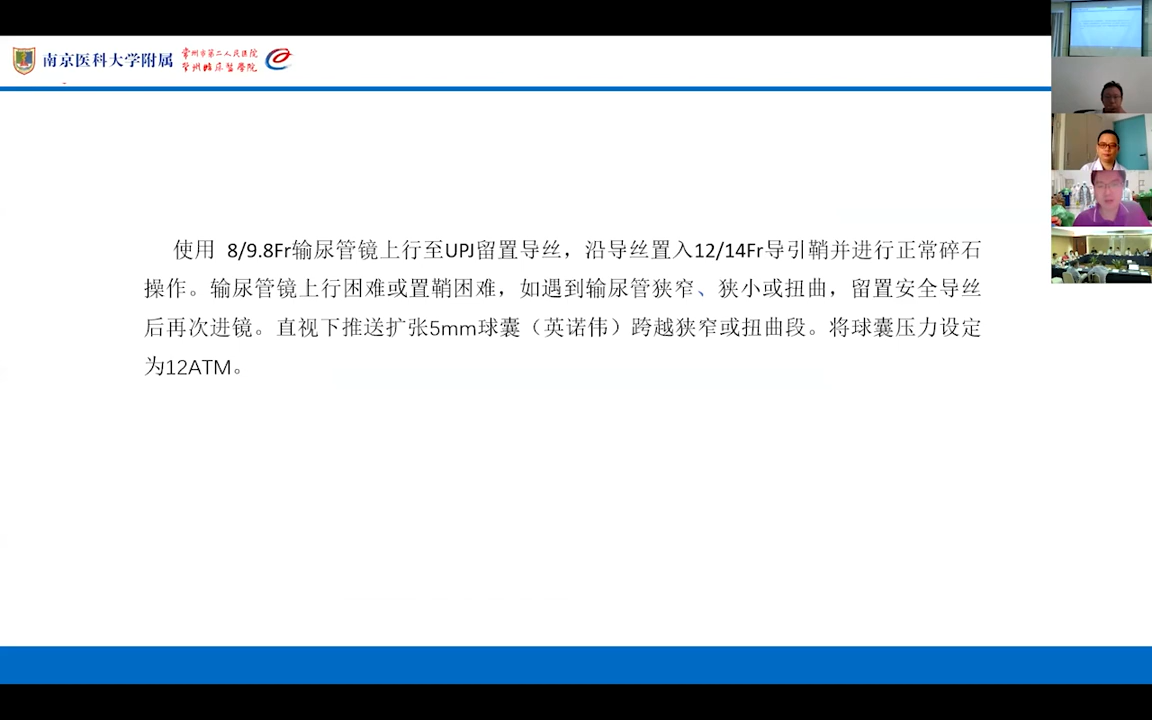 南京医科大学附属
常州市第二人民医院
常州临床医学院
使用 8/9.8Fr输尿管镜上行至UPJ留置导丝，沿导丝置入12/14Fr导引鞘并进行正常碎石
操作。输尿管镜上行困难或置鞘困难，如遇到输尿管狭窄、狭小或扭曲，留置安全导丝
后再次进镜。直视下推送扩张5mm球囊（英诺伟）跨越狭窄或扭曲段。将球囊压力设定
为12ATM。